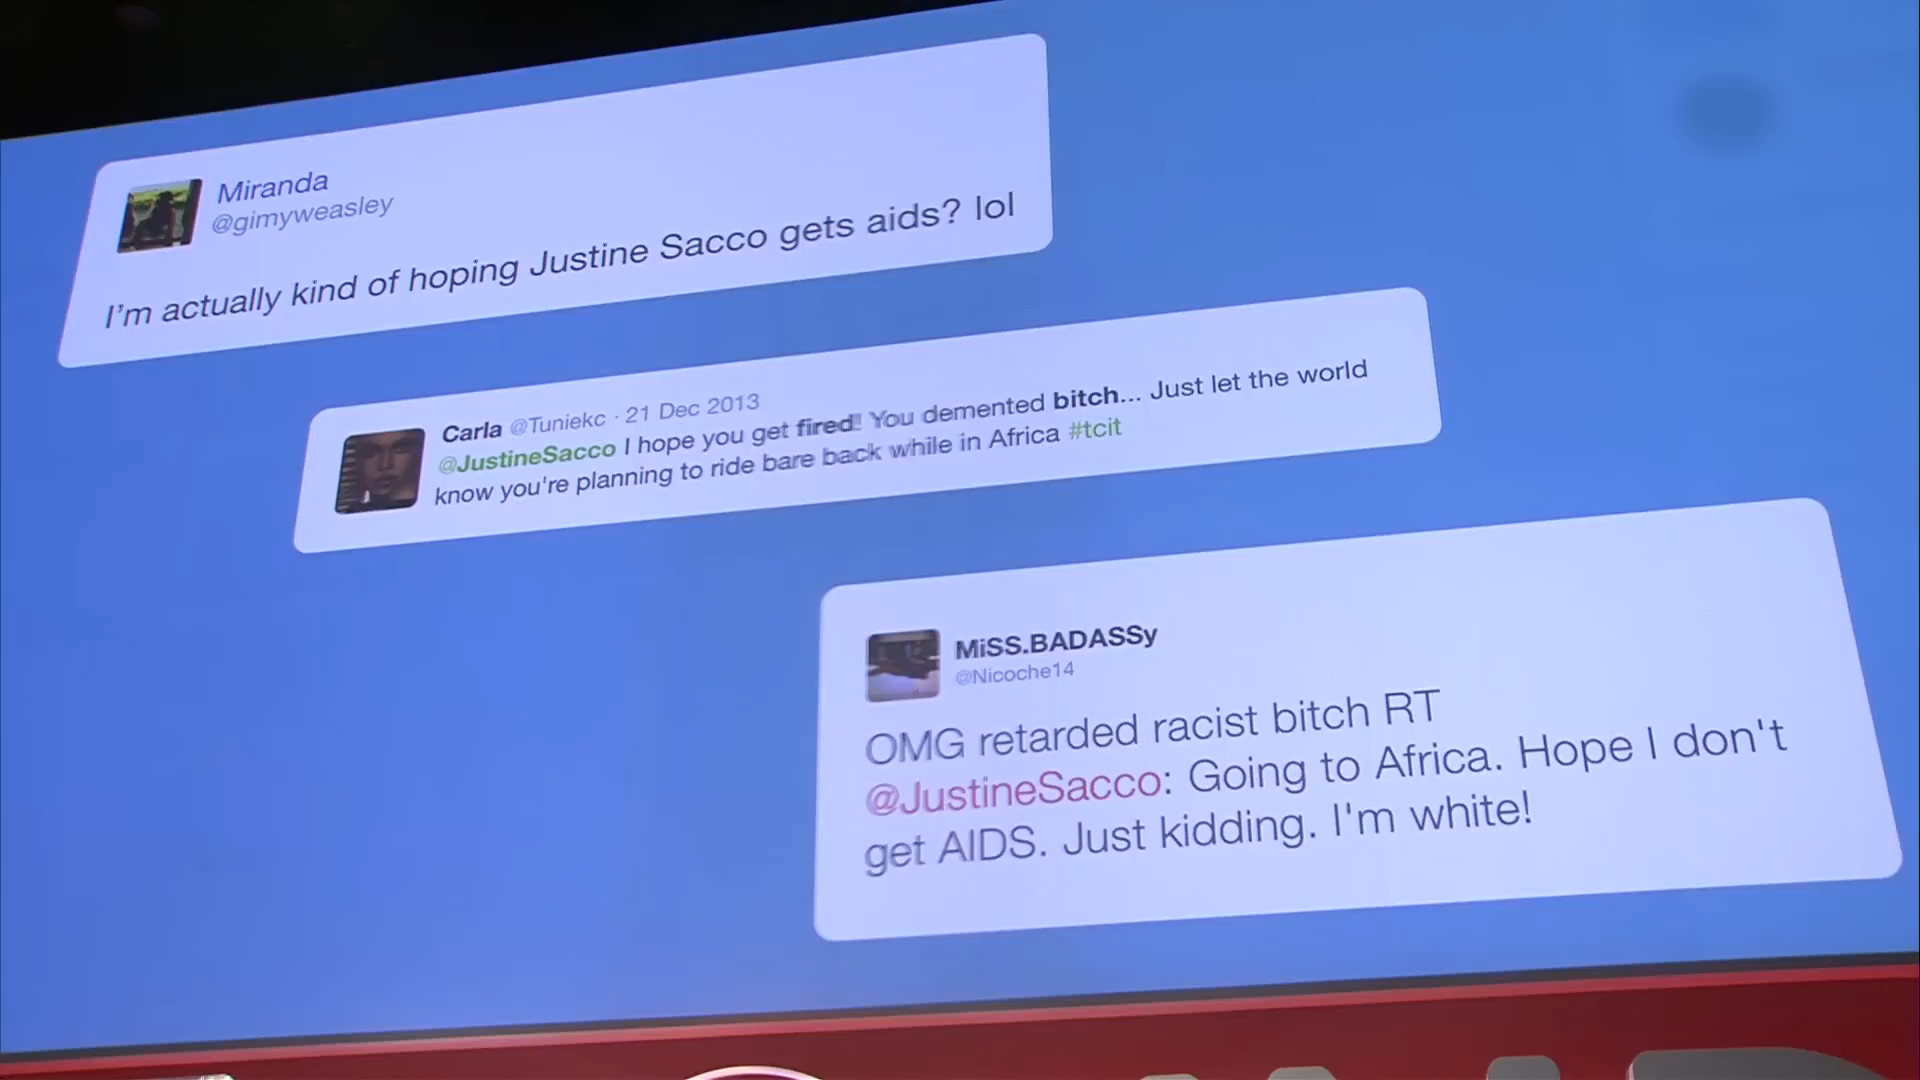 Miranda
@gimyweasley
I'm actually kind of hoping Justine Sacco gets aids? lol
Carla @Tuniekc · 21 Dec 2013
@JustineSacco I hope you get fired!! You demented bitch... Just let the world
know you're planning to ride bare back while in Africa #tcit
MiSS.BADASSy
@Nicoche14
OMG retarded racist bitch RT
@JustineSacco: Going to Africa. Hope I don't
get AIDS. Just kidding. I'm white!